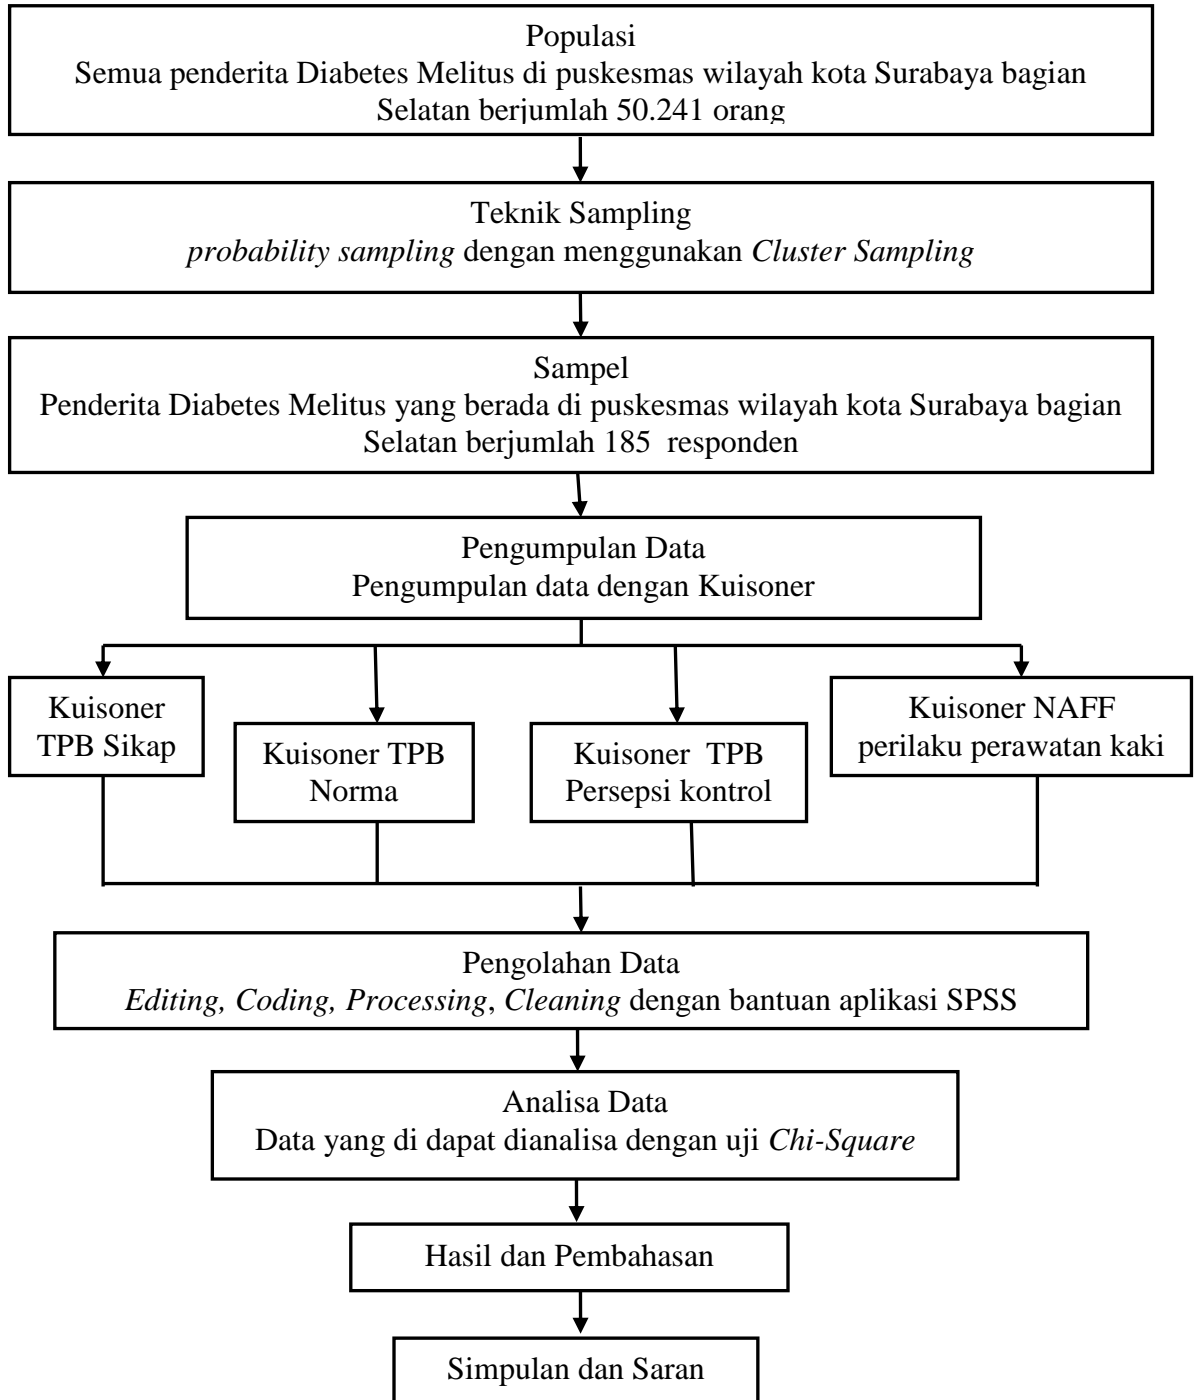 Populasi
Semua penderita Diabetes Melitus di puskesmas wilayah kota Surabaya bagian
Selatan berjumlah 50.241 orang
Teknik Sampling
probability sampling dengan menggunakan Cluster Sampling
Sampel
Penderita Diabetes Melitus yang berada di puskesmas wilayah kota Surabaya bagian
Selatan berjumlah 185 responden
Pengumpulan Data
Pengumpulan data dengan Kuisoner
Kuisoner
TPB Sikap
Kuisoner TPB
Norma
Kuisoner TPB
Persepsi kontrol
Kuisoner NAFF
perilaku perawatan kaki
Pengolahan Data
Editing, Coding, Processing, Cleaning dengan bantuan aplikasi SPSS
Analisa Data
Data yang di dapat dianalisa dengan uji Chi-Square
Hasil dan Pembahasan
Simpulan dan Saran